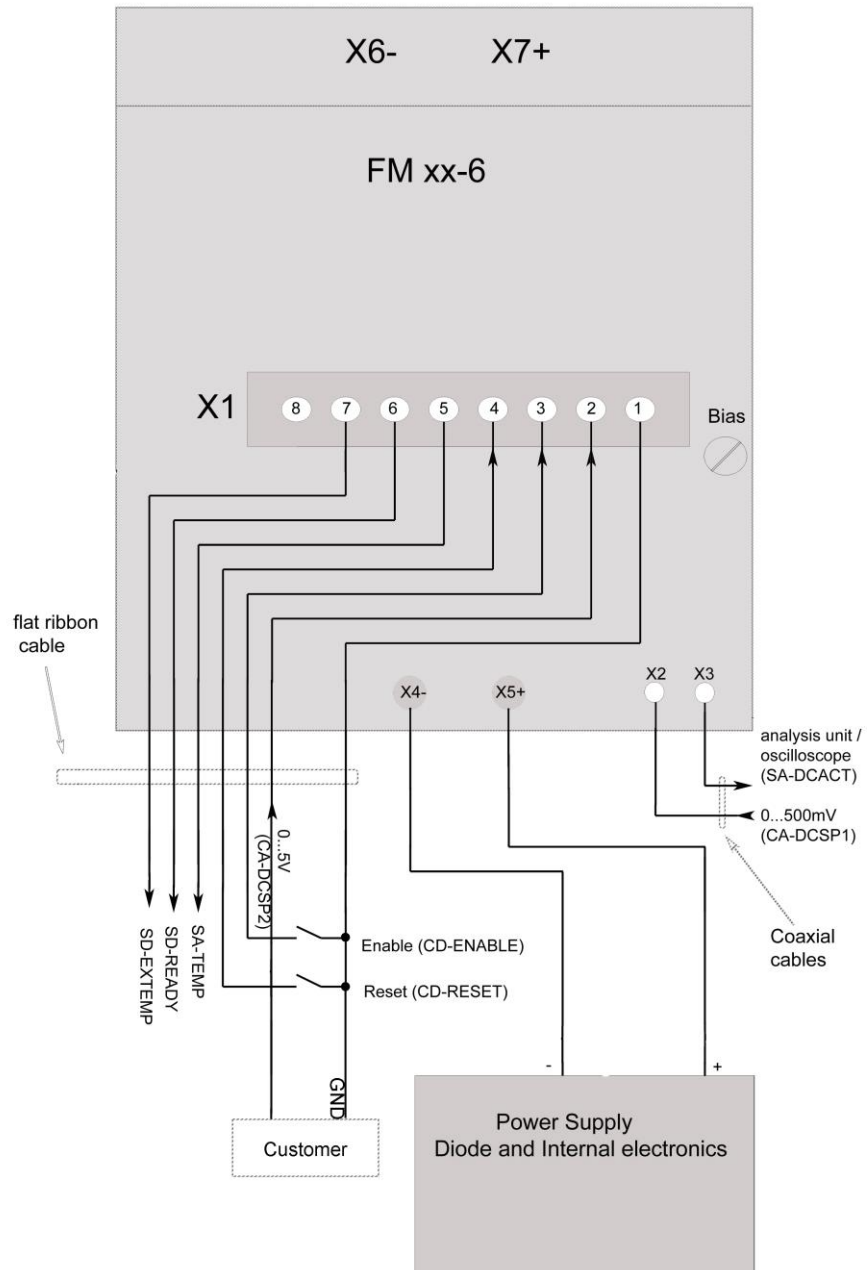 X6- X7+
FM xx-6
X1
8 7 6 5 4 3 2 1
Bias
flat ribbon
cable
X4- X5+
X2 X3
analysis unit /
oscilloscope
(SA-DCACT)
0...500mV
(CA-DCSP1)
Coaxial
cables
0...5V
(CA-DCSP2)
SD-EXTEMP
SD-READY
SA-TEMP
Enable (CD-ENABLE)
Reset (CD-RESET)
GND
Customer
- +
Power Supply
Diode and Internal electronics